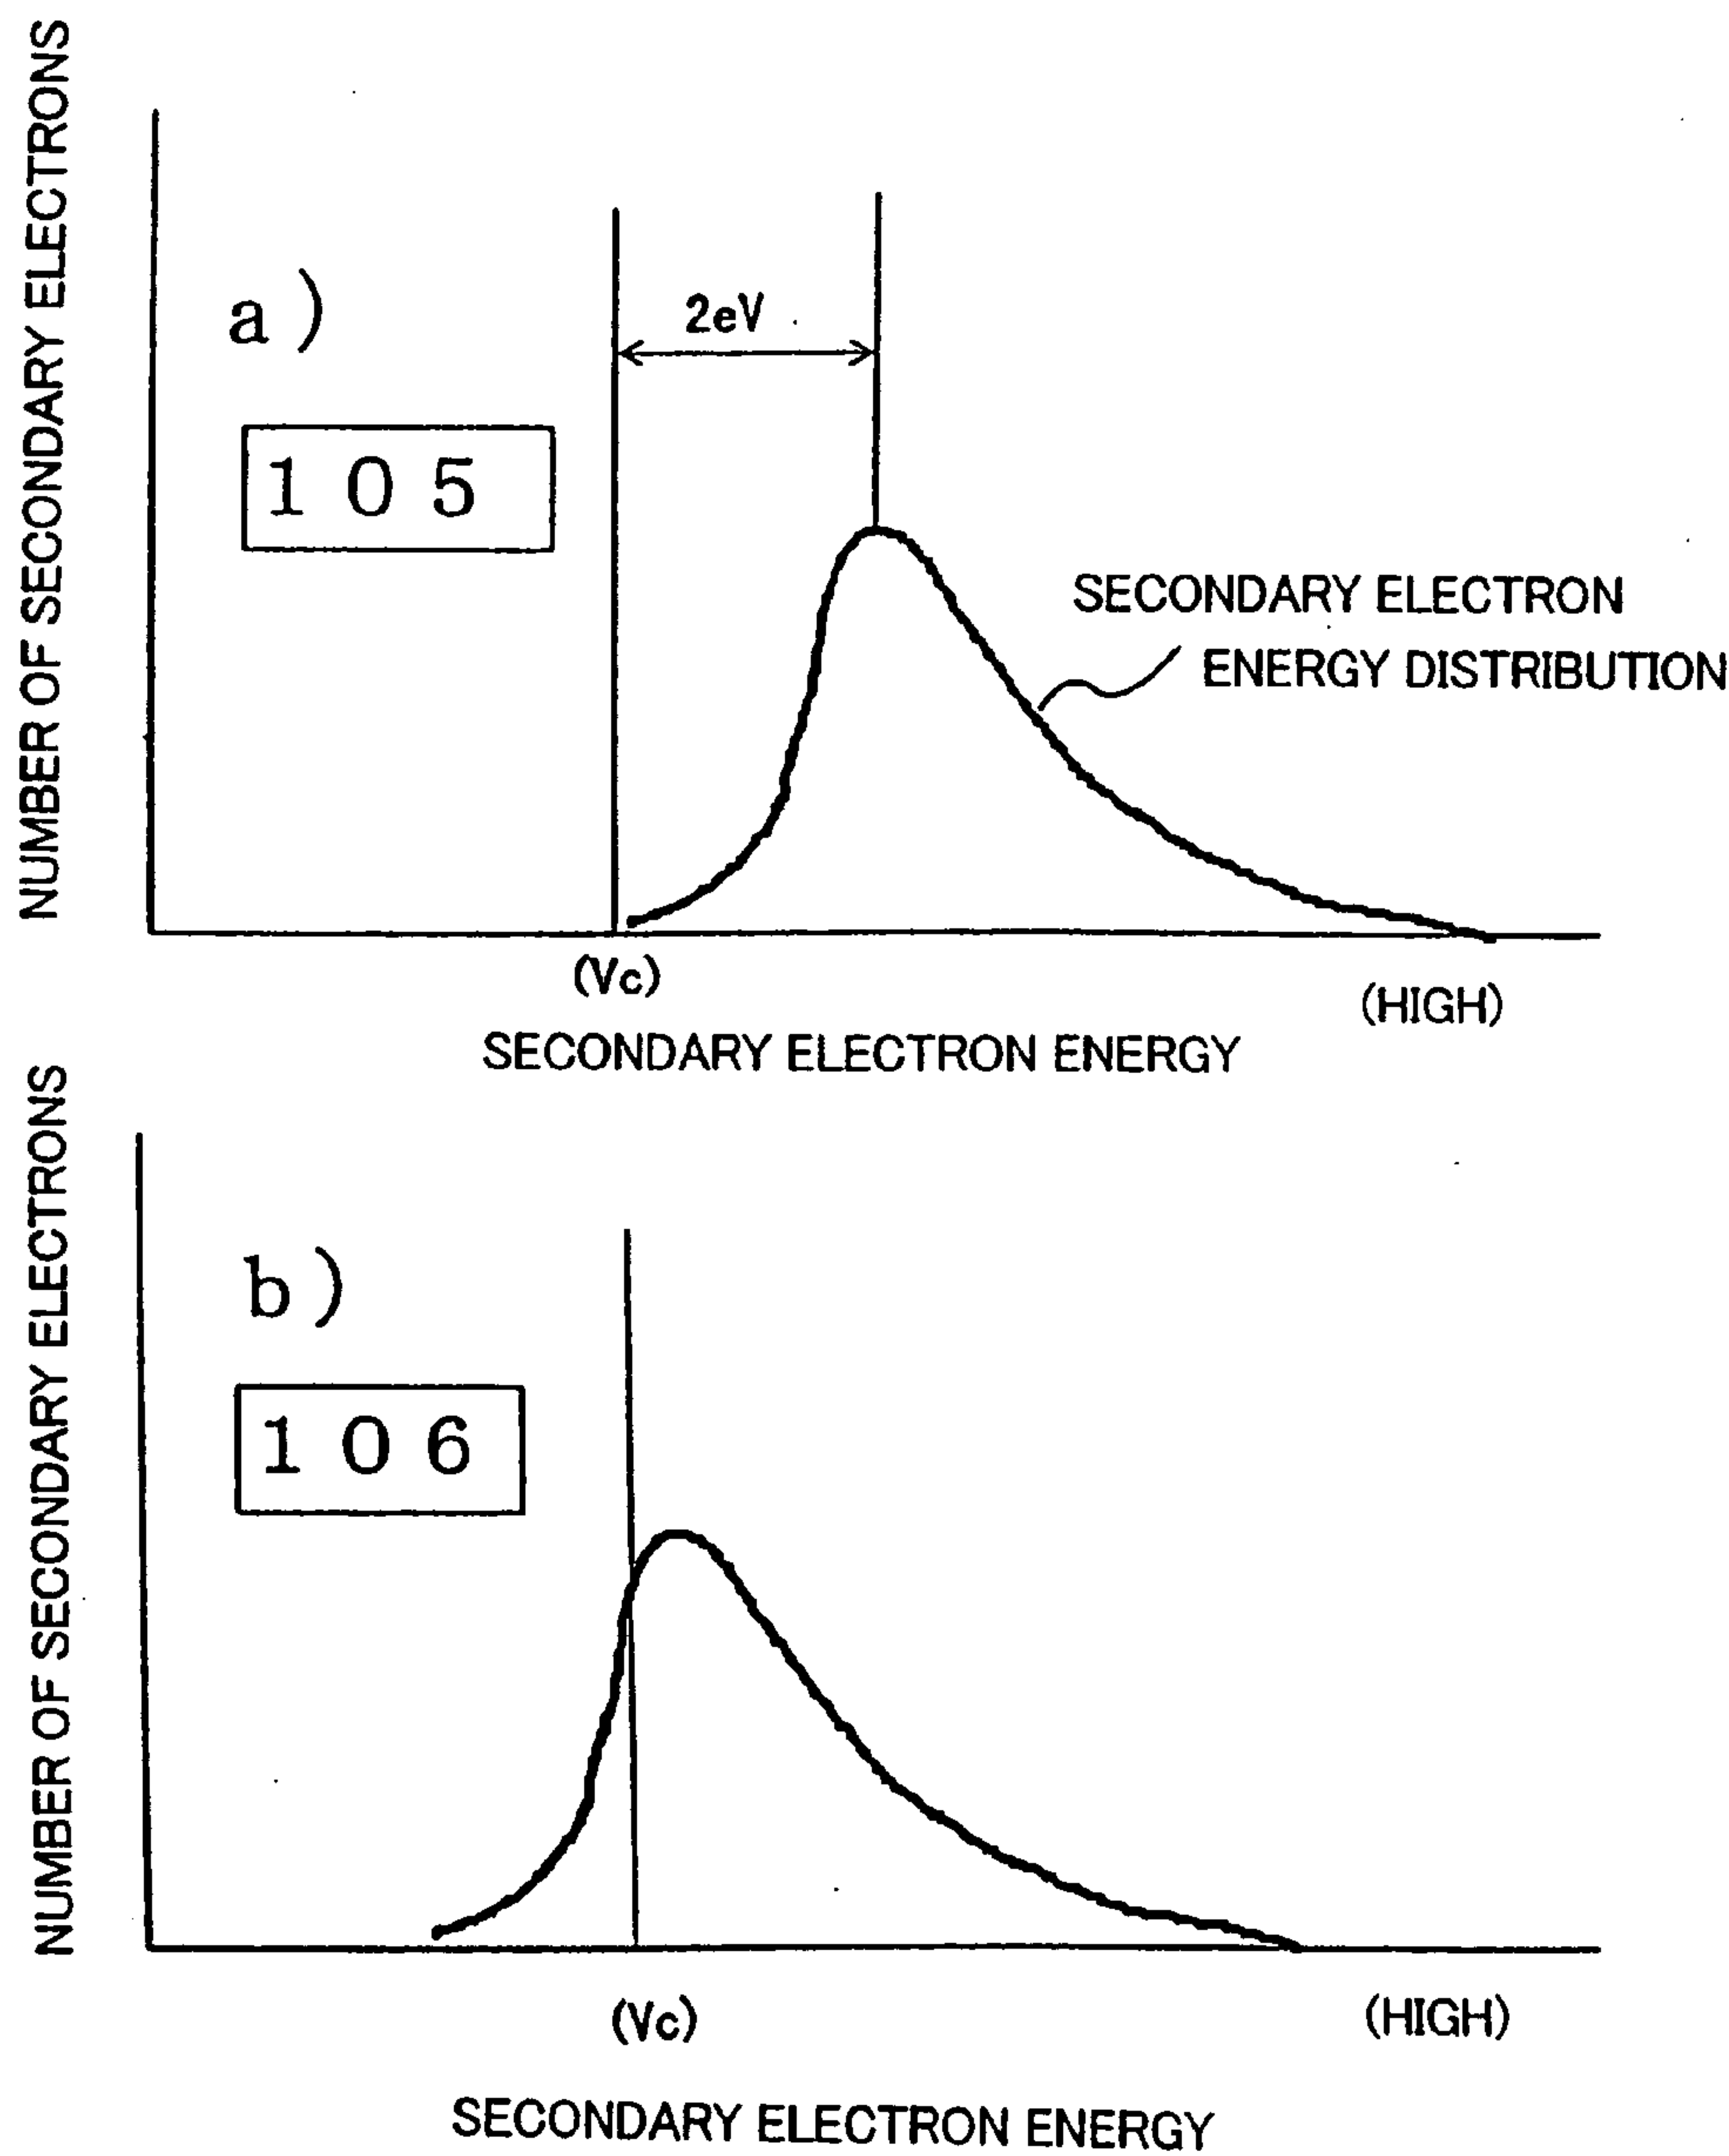 NUMBER OF SECONDARY ELECTRONS
a)
2eV
1 0 5
SECONDARY ELECTRON
ENERGY DISTRIBUTION
(Vc)
(HIGH)
SECONDARY ELECTRON ENERGY
NUMBER OF SECONDARY ELECTRONS
b)
1 0 6
(Vc)
(HIGH)
SECONDARY ELECTRON ENERGY